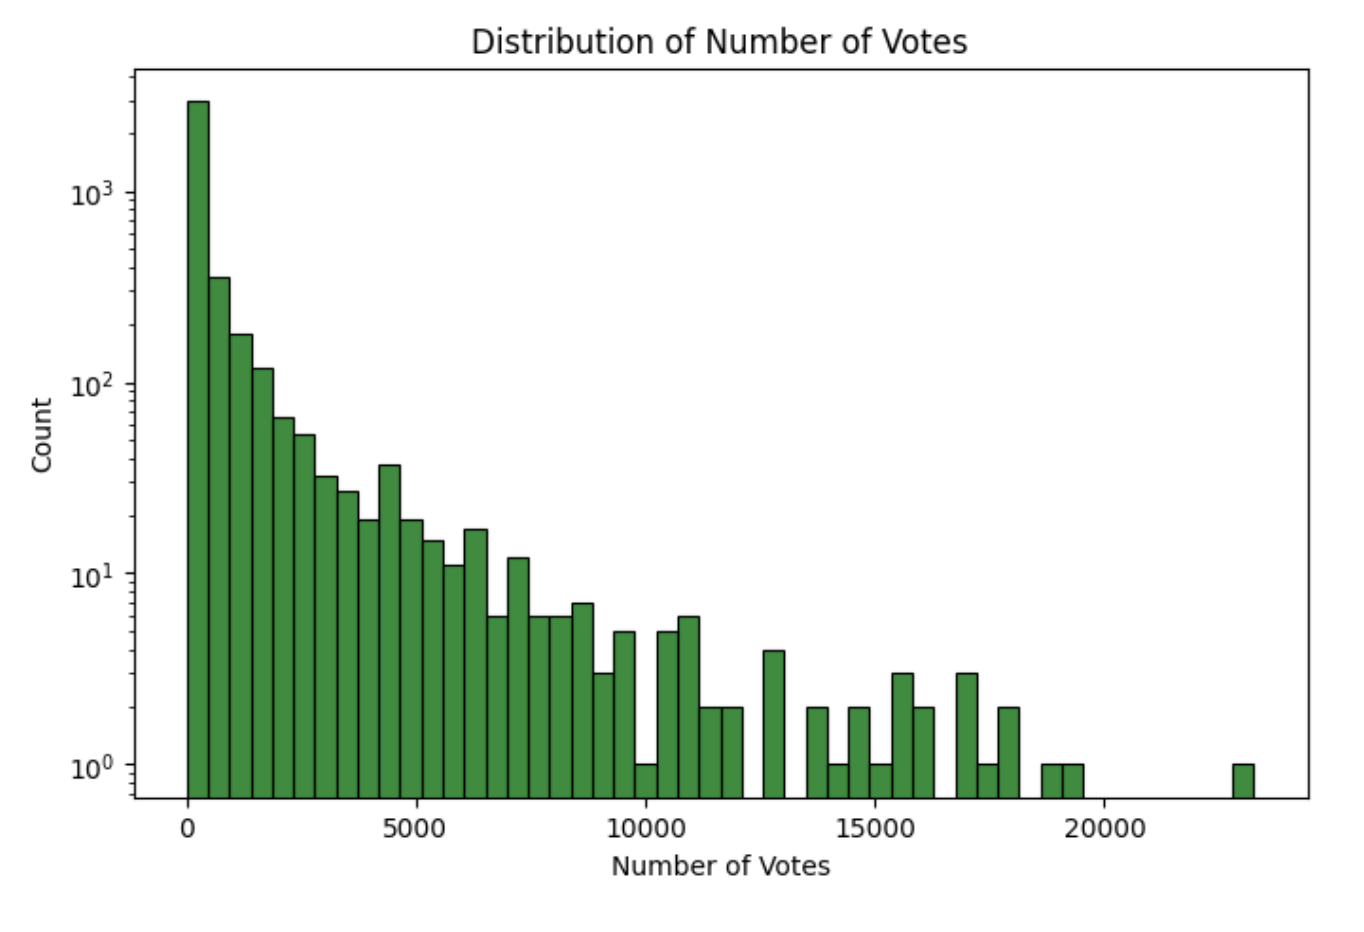 Distribution of Number of Votes
10³
10²
10¹
10⁰
Count
0 5000 10000 15000 20000
Number of Votes